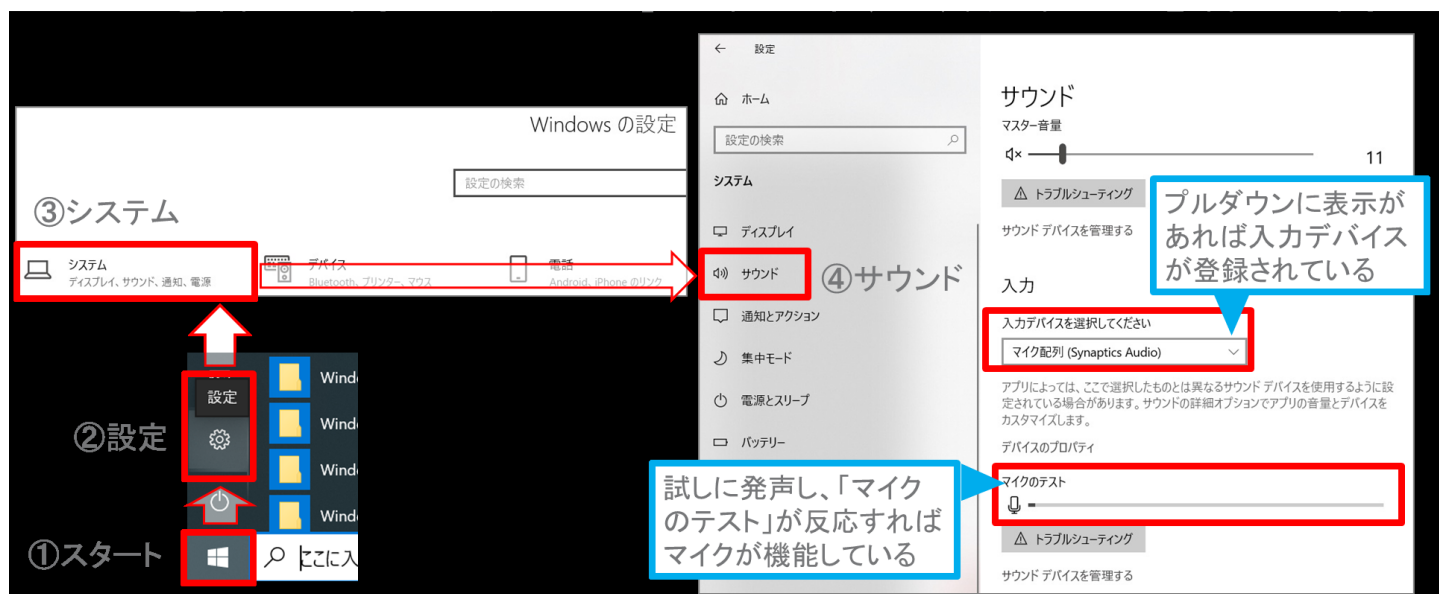 Windows の設定
設定の検索
③システム
システム
ディスプレイ、サウンド、通知、電源
デバイス
Bluetooth、プリンター、マウス
電話
Android、iPhone のリンク
設定
②設定
Wind
Wind
Wind
Wind
①スタート
ここに入
設定
ホーム
設定の検索
システム
ディスプレイ
サウンド
④サウンド
通知とアクション
集中モード
電源とスリープ
バッテリー
試しに発声し、「マイク
のテスト」が反応すれば
マイクが機能している
サウンド
マスター音量
11
トラブルシューティング
サウンド デバイスを管理する
プルダウンに表示が
あれば入力デバイス
が登録されている
入力
入力デバイスを選択してください
マイク配列 (Synaptics Audio)
アプリによっては、ここで選択したものとは異なるサウンド デバイスを使用するように設
定されている場合があります。サウンドの詳細オプションでアプリの音量とデバイスを
カスタマイズします。
デバイスのプロパティ
マイクのテスト
トラブルシューティング
サウンド デバイスを管理する